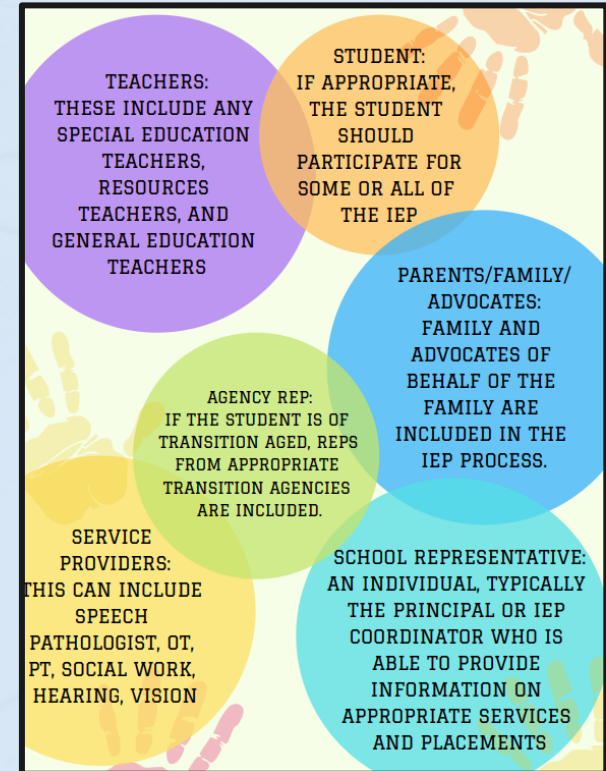 TEACHERS:
THESE INCLUDE ANY
SPECIAL EDUCATION
TEACHERS,
RESOURCES
TEACHERS, AND
GENERAL EDUCATION
TEACHERS
STUDENT:
IF APPROPRIATE,
THE STUDENT
SHOULD
PARTICIPATE FOR
SOME OR ALL OF
THE IEP
PARENTS/FAMILY/
ADVOCATES:
FAMILY AND
ADVOCATES OF
BEHALF OF THE
FAMILY ARE
INCLUDED IN THE
IEP PROCESS.
AGENCY REP:
IF THE STUDENT IS OF
TRANSITION AGED, REPS
FROM APPROPRIATE
TRANSITION AGENCIES
ARE INCLUDED.
SERVICE
PROVIDERS:
THIS CAN INCLUDE
SPEECH
PATHOLOGIST, OT,
PT, SOCIAL WORK,
HEARING, VISION
SCHOOL REPRESENTATIVE:
AN INDIVIDUAL, TYPICALLY
THE PRINCIPAL OR IEP
COORDINATOR WHO IS
ABLE TO PROVIDE
INFORMATION ON
APPROPRIATE SERVICES
AND PLACEMENTS